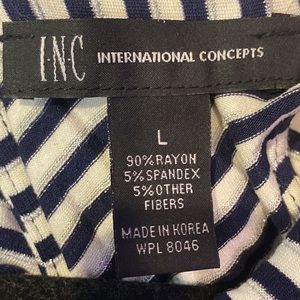 I·N·C INTERNATIONAL CONCEPTS
L
90%RAYON
5%SPANDEX
5%OTHER
FIBERS
MADE IN KOREA
WPL 8046